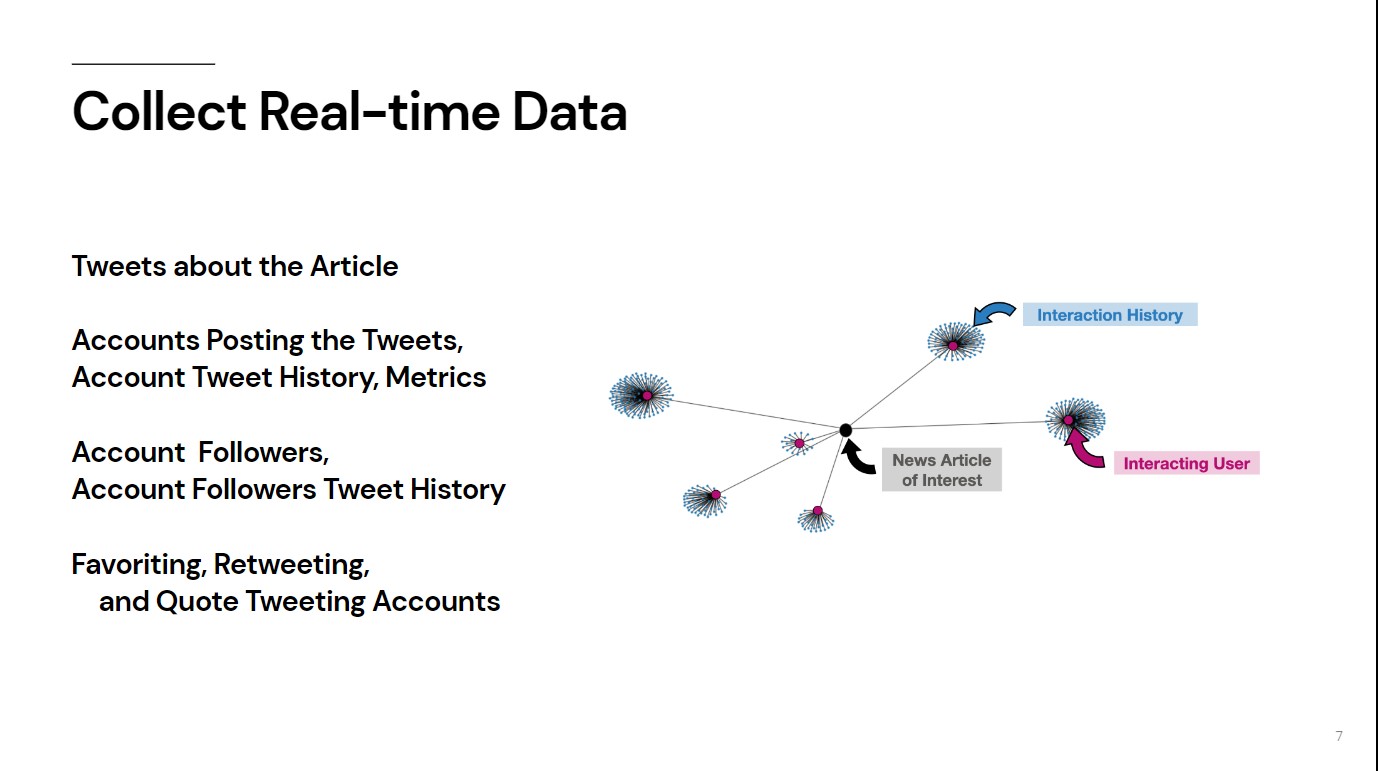 Collect Real-time Data
Tweets about the Article
Accounts Posting the Tweets,
Account Tweet History, Metrics
Account  Followers,
Account Followers Tweet History
Favoriting, Retweeting,
and Quote Tweeting Accounts
Interaction History
News Article
of Interest
Interacting User
7